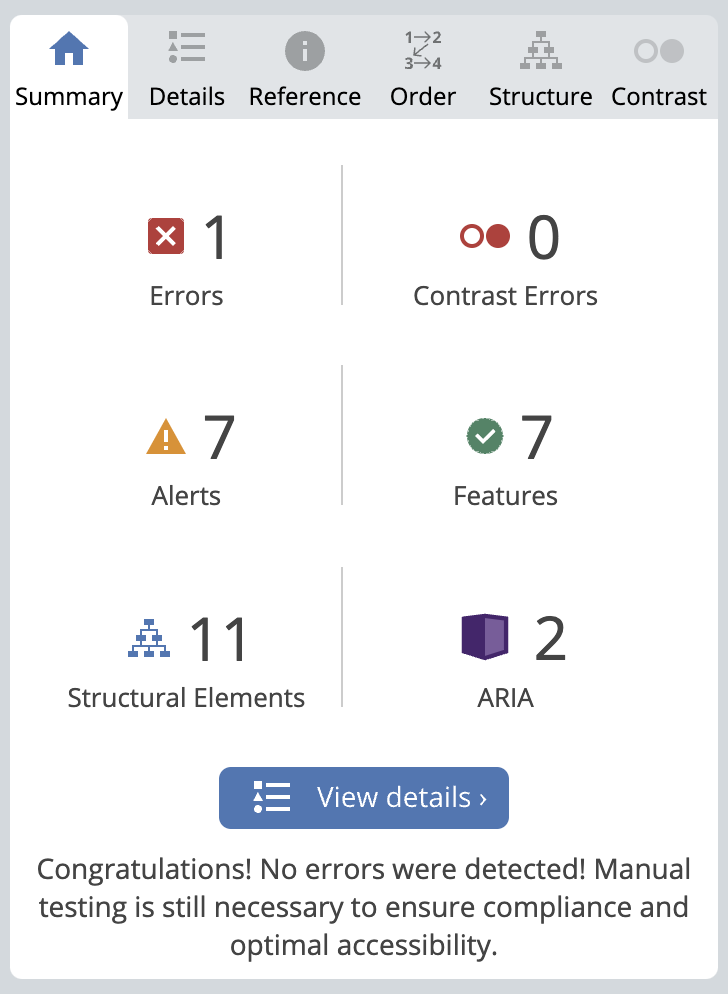 1→2
3→4
Summary Details Reference Order Structure Contrast
1 0
Errors Contrast Errors
7 7
Alerts Features
11 2
Structural Elements ARIA
View details ›
Congratulations! No errors were detected! Manual
testing is still necessary to ensure compliance and
optimal accessibility.